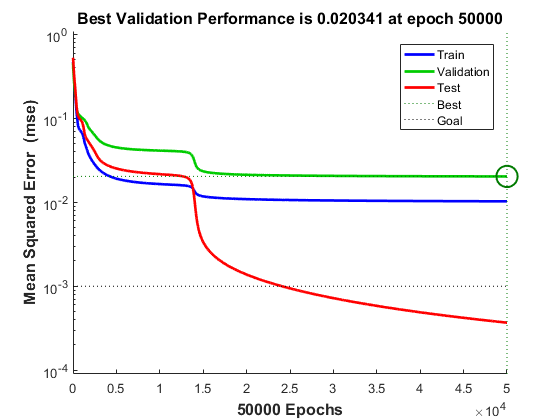 Best Validation Performance is 0.020341 at epoch 50000
Mean Squared Error (mse)
10^0
10^-1
10^-2
10^-3
10^-4
Train
Validation
Test
Best
Goal
0 0.5 1 1.5 2 2.5 3 3.5 4 4.5 5
×10^4
50000 Epochs